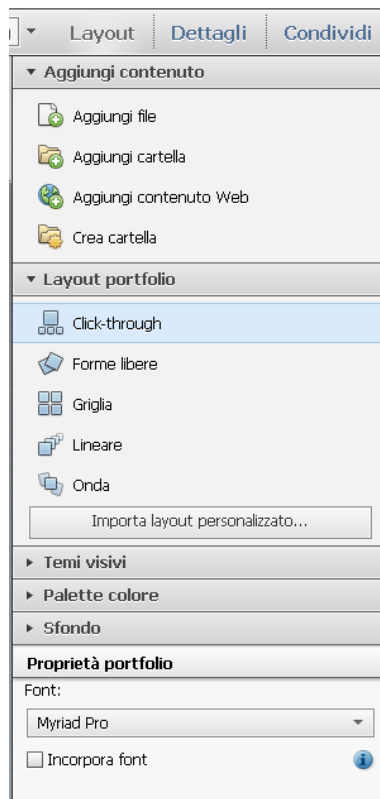 Layout Dettagli Condividi
Aggiungi contenuto
Aggiungi file
Aggiungi cartella
Aggiungi contenuto Web
Crea cartella
Layout portfolio
Click-through
Forme libere
Griglia
Lineare
Onda
Importa layout personalizzato...
Temi visivi
Palette colore
Sfondo
Proprietà portfolio
Font:
Myriad Pro
Incorpora font